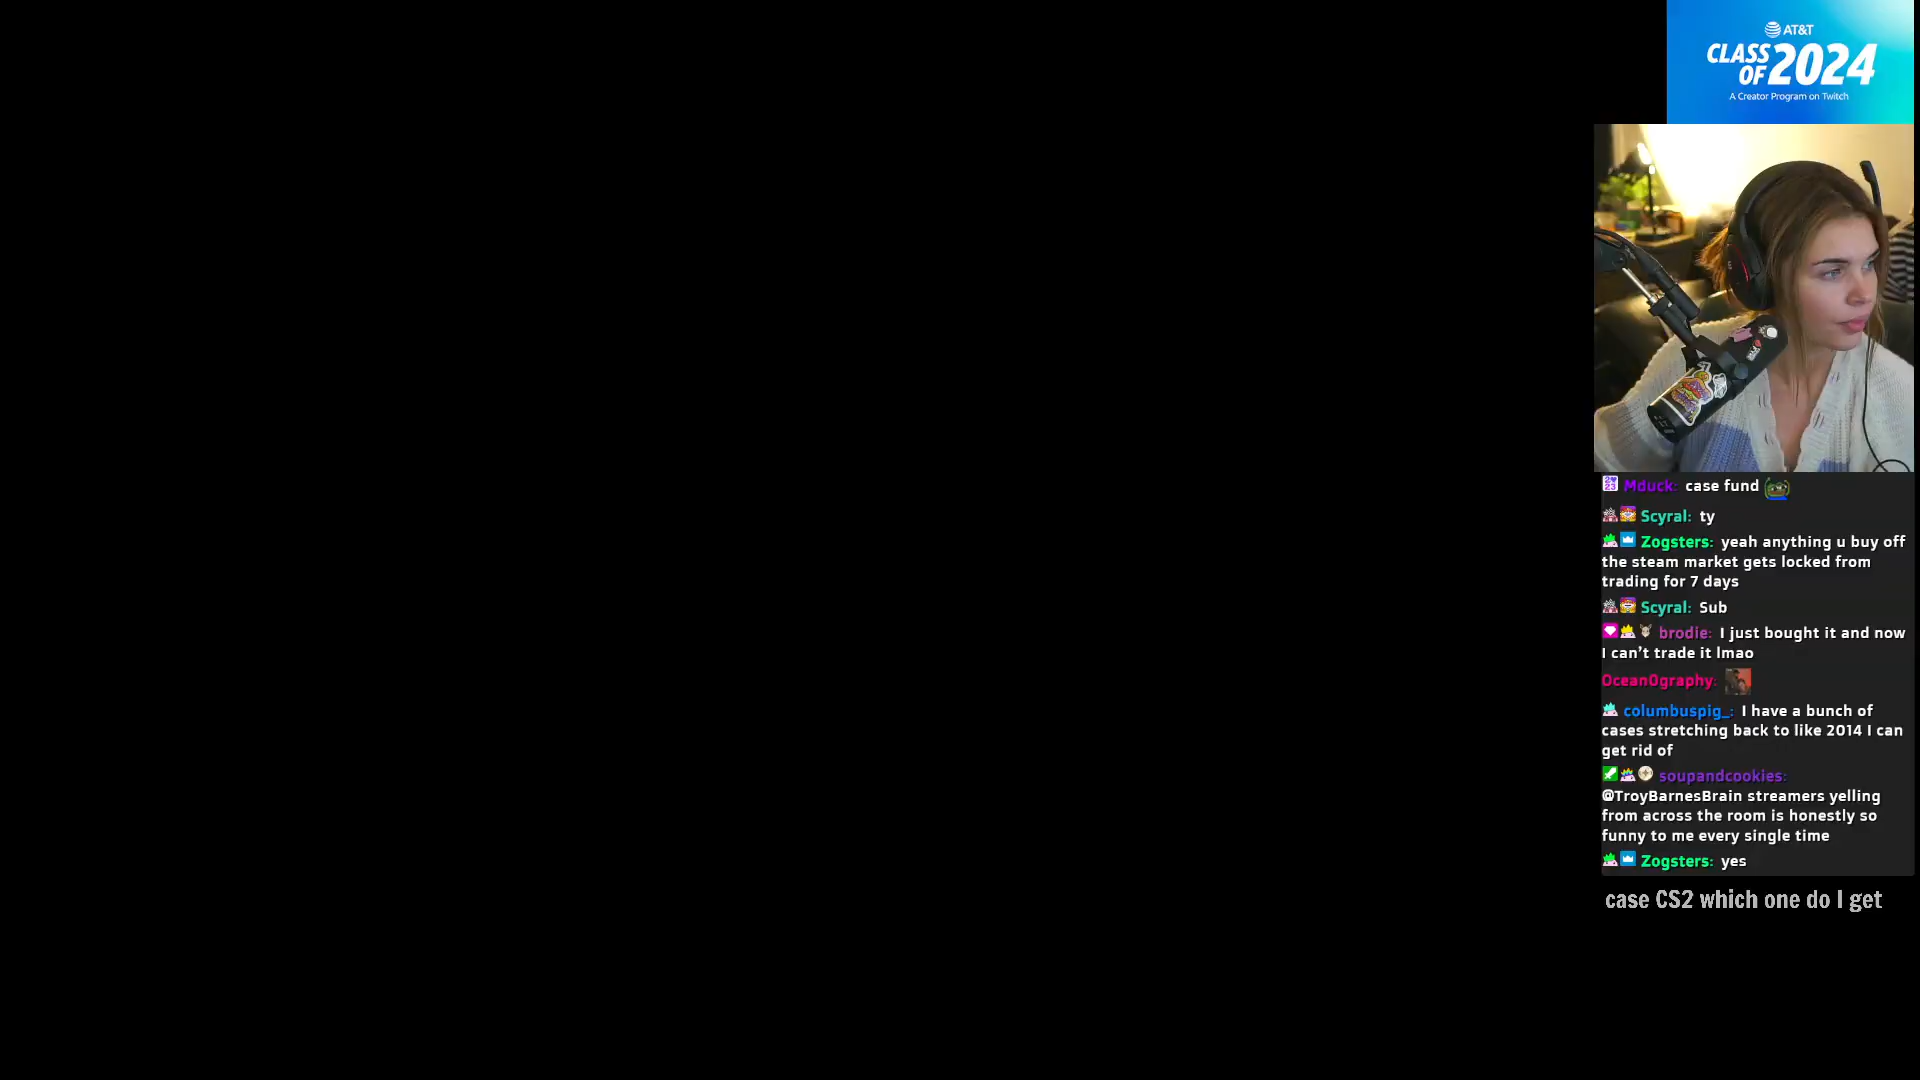 AT&T
CLASS
OF 2024
A Creator Program on Twitch
Mduck: case fund
Scyral: ty
Zogsters: yeah anything u buy off
the steam market gets locked from
trading for 7 days
Scyral: Sub
brodie: I just bought it and now
I can't trade it lmao
OceanOgraphy:
columbuspig_: I have a bunch of
cases stretching back to like 2014 I can
get rid of
soupandcookies:
@TroyBarnesBrain streamers yelling
from across the room is honestly so
funny to me every single time
Zogsters: yes
case CS2 which one do I get